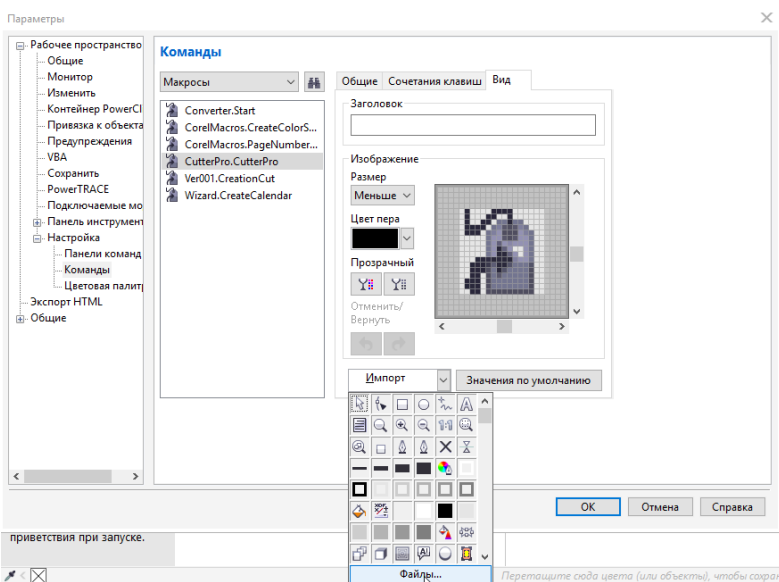 Параметры
Рабочее пространство
Общие
Монитор
Изменить
Контейнер PowerCl
Привязка к объекта
Предупреждения
VBA
Сохранить
PowerTRACE
Подключаемые мо
Панель инструмент
Настройка
Панели команд
Команды
Цветовая палит
Экспорт HTML
Общие
Команды
Макросы
Converter.Start
CorelMacros.CreateColorS...
CorelMacros.PageNumber...
CutterPro.CutterPro
Ver001.CreationCut
Wizard.CreateCalendar
Общие Сочетания клавиш Вид
Заголовок
Изображение
Размер
Меньше
Цвет пера
Прозрачный
Отменить/
Вернуть
Импорт
Значения по умолчанию
1:1
Файлы...
OK Отмена Справка
приветствия при запуске.
Перетащите сюда цвета (или объекты), чтобы сохра